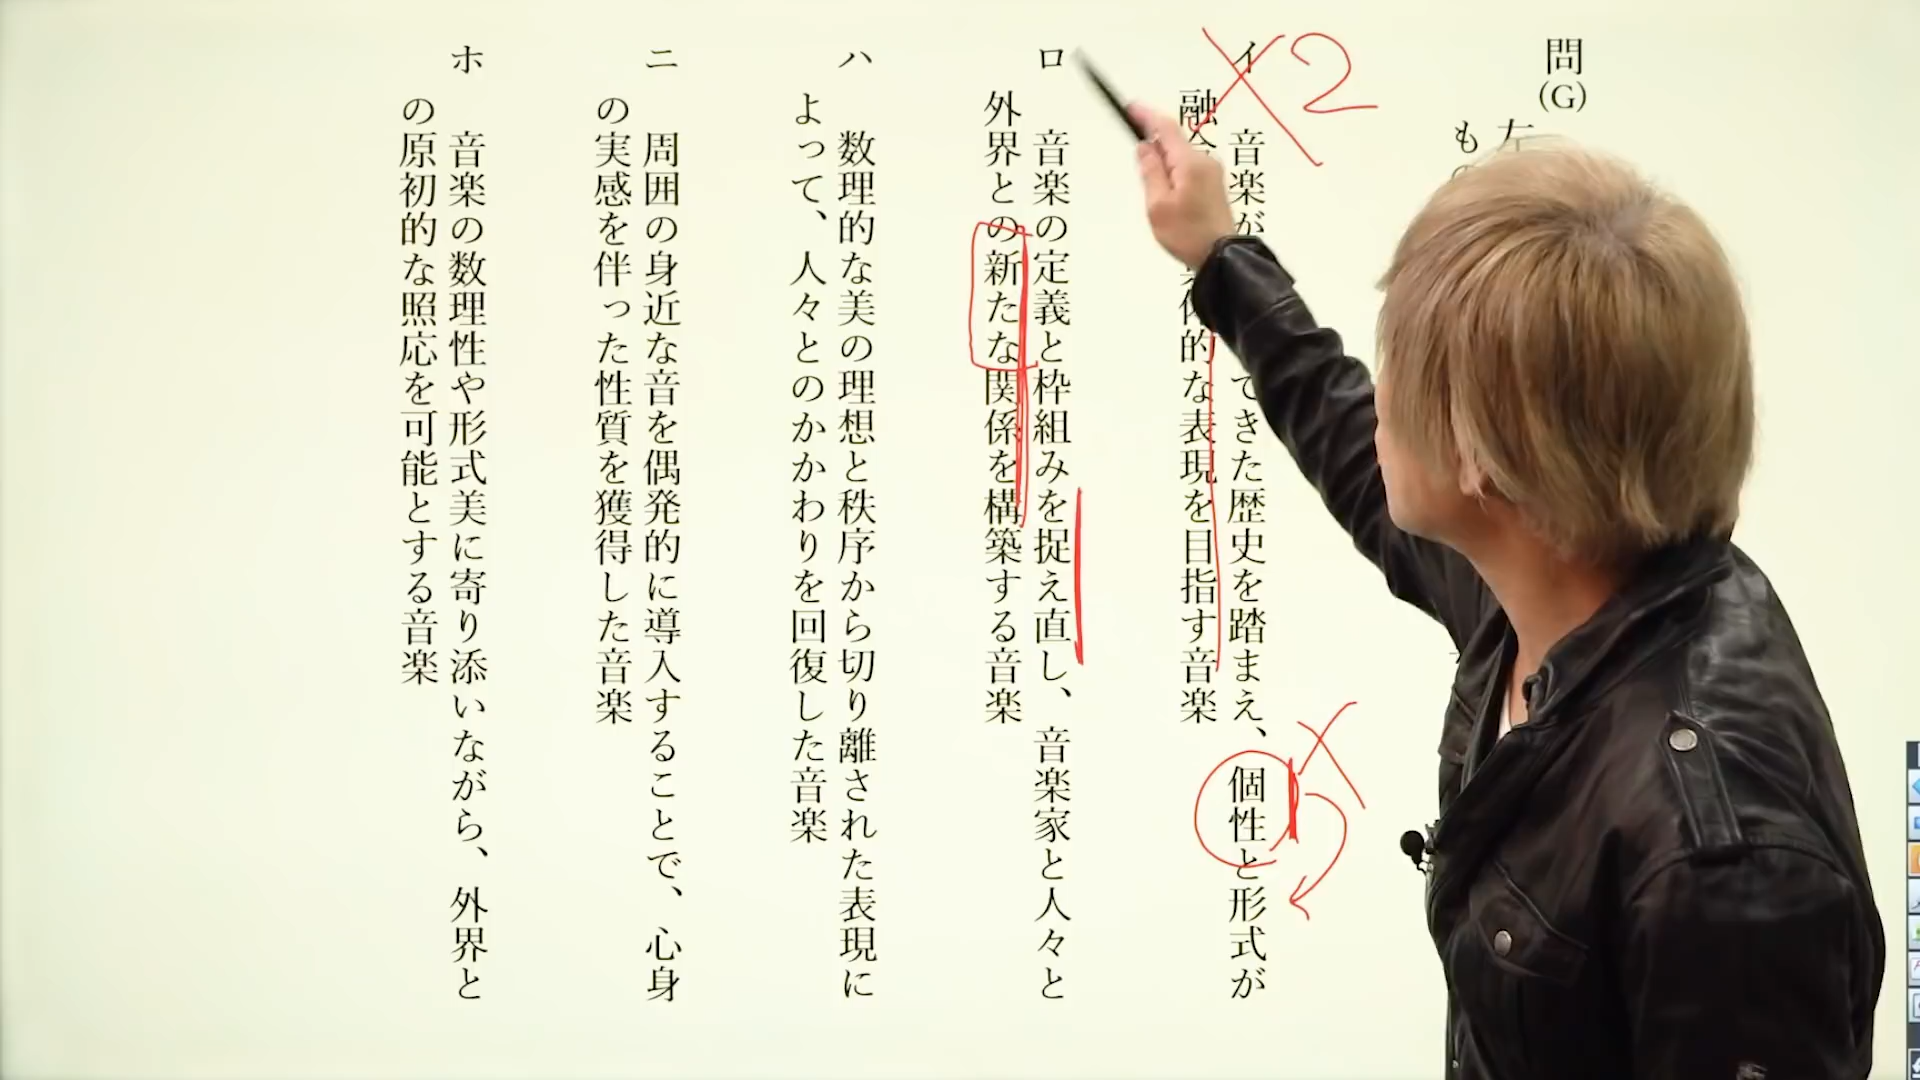 問(G)
左
もの
イ 音楽が てきた歴史を踏まえ、個性と形式が
融合 体的な表現を目指す音楽
ロ 音楽の定義と枠組みを捉え直し、音楽家と人々と
外界との新たな関係を構築する音楽
ハ 数理的な美の理想と秩序から切り離された表現に
よって、人々とのかかわりを回復した音楽
ニ 周囲の身近な音を偶発的に導入することで、心身
の実感を伴った性質を獲得した音楽
ホ 音楽の数理性や形式美に寄り添いながら、外界と
の原初的な照応を可能とする音楽
2